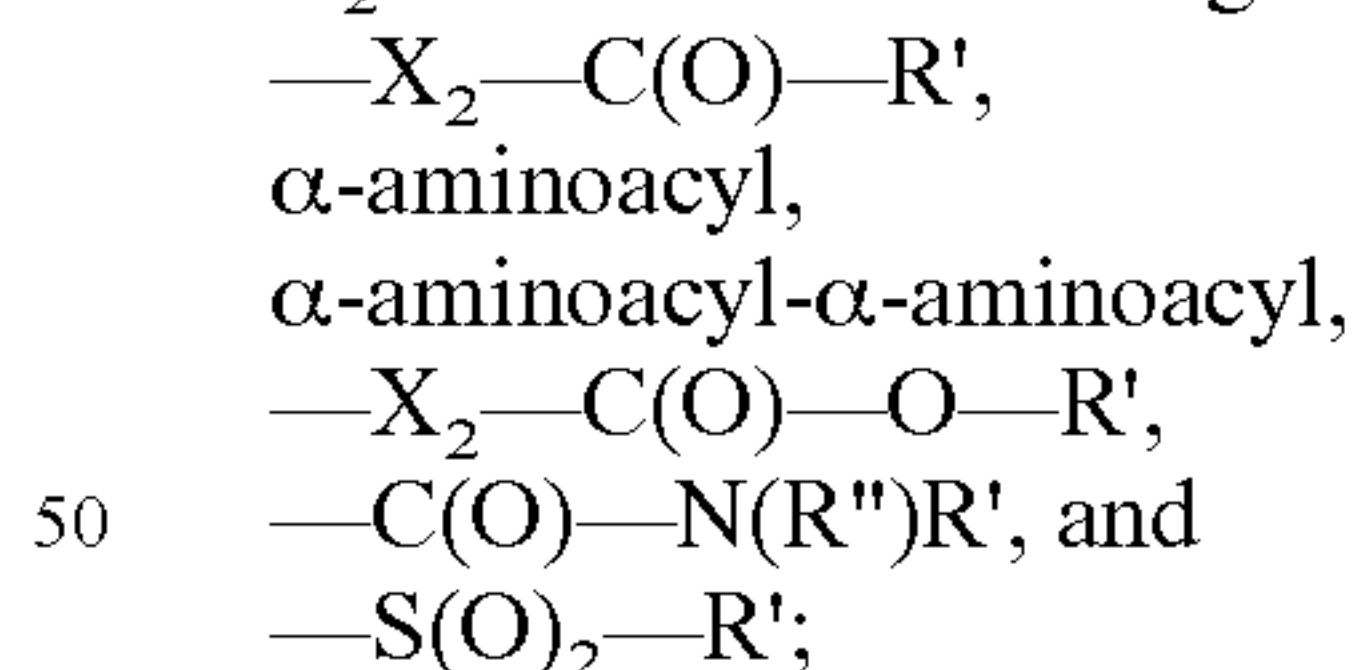 —X₂—C(O)—R',
α-aminoacyl,
α-aminoacyl-α-aminoacyl,
—X₂—C(O)—O—R',
50 —C(O)—N(R")R', and
—S(O)₂—R';